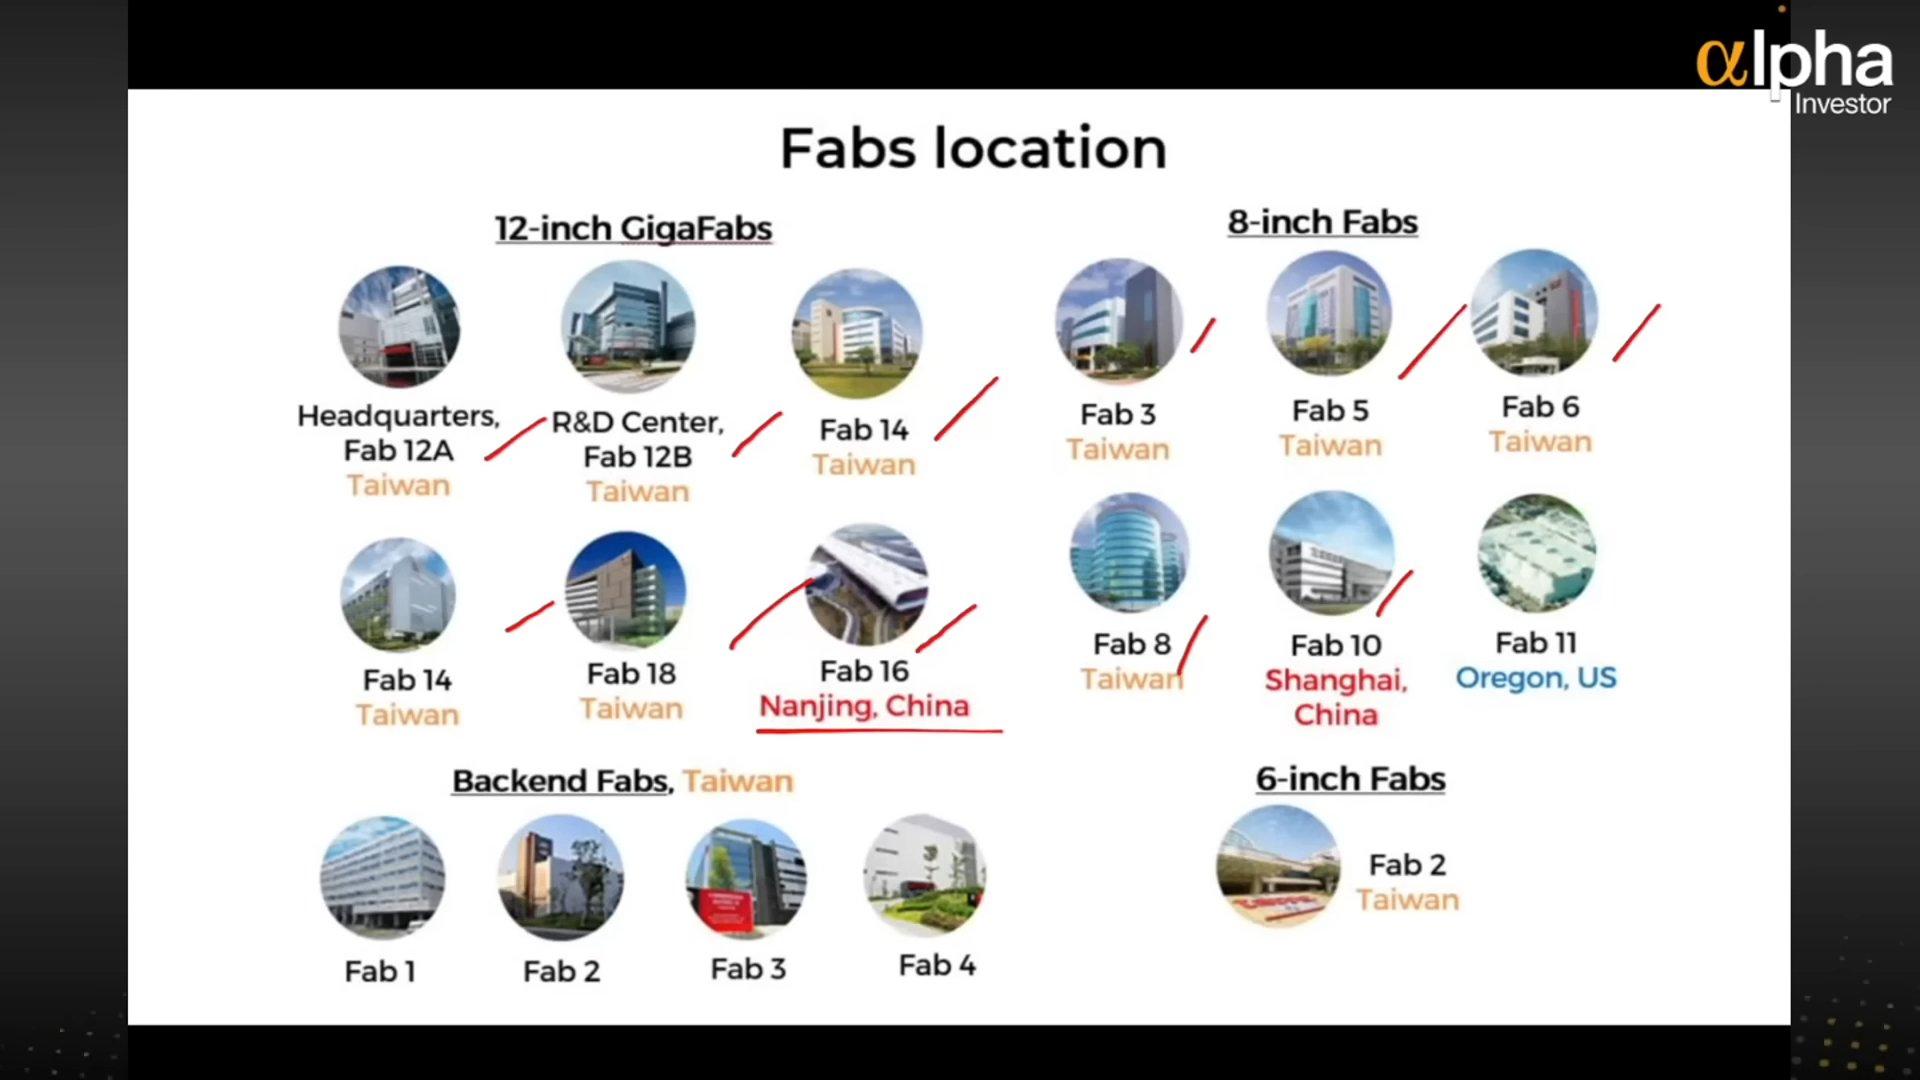 αlpha
Investor
Fabs location
12-inch GigaFabs
Headquarters,
Fab 12A
Taiwan
R&D Center,
Fab 12B
Taiwan
Fab 14
Taiwan
Fab 14
Taiwan
Fab 18
Taiwan
Fab 16
Nanjing, China
8-inch Fabs
Fab 3
Taiwan
Fab 5
Taiwan
Fab 6
Taiwan
Fab 8
Taiwan
Fab 10
Shanghai,
China
Fab 11
Oregon, US
Backend Fabs, Taiwan
Fab 1
Fab 2
Fab 3
Fab 4
6-inch Fabs
Fab 2
Taiwan